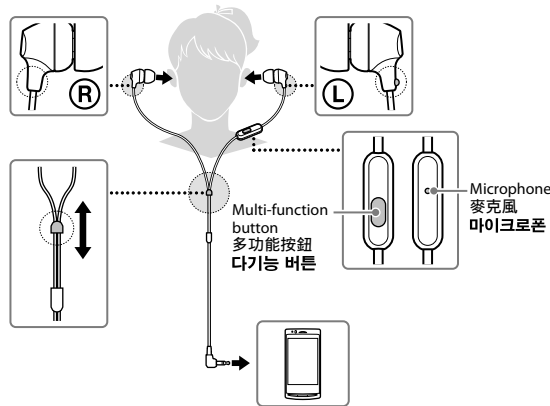 R
L
Microphone
麥克風
마이크로폰
Multi-function
button
多功能按鈕
다기능 버튼